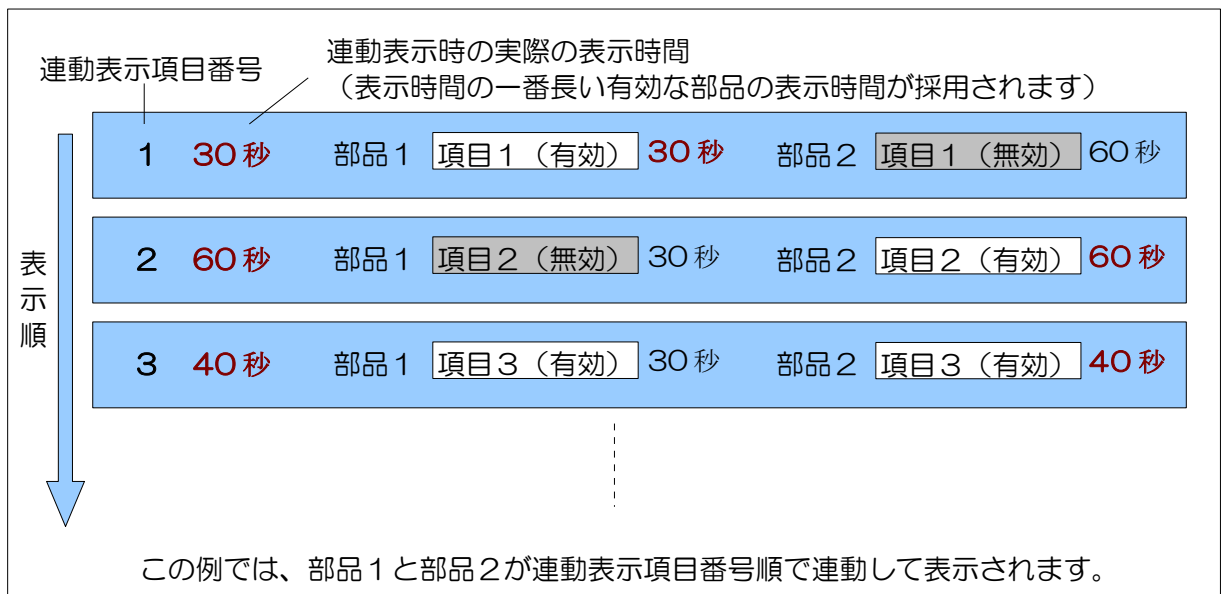 連動表示項目番号
連動表示時の実際の表示時間
(表示時間の一番長い有効な部品の表示時間が採用されます)
1 30秒 部品1 項目1(有効) 30秒 部品2 項目1(無効) 60秒
2 60秒 部品1 項目2(無効) 30秒 部品2 項目2(有効) 60秒
3 40秒 部品1 項目3(有効) 30秒 部品2 項目3(有効) 40秒
表示順
この例では、部品1と部品2が連動表示項目番号順で連動して表示されます。